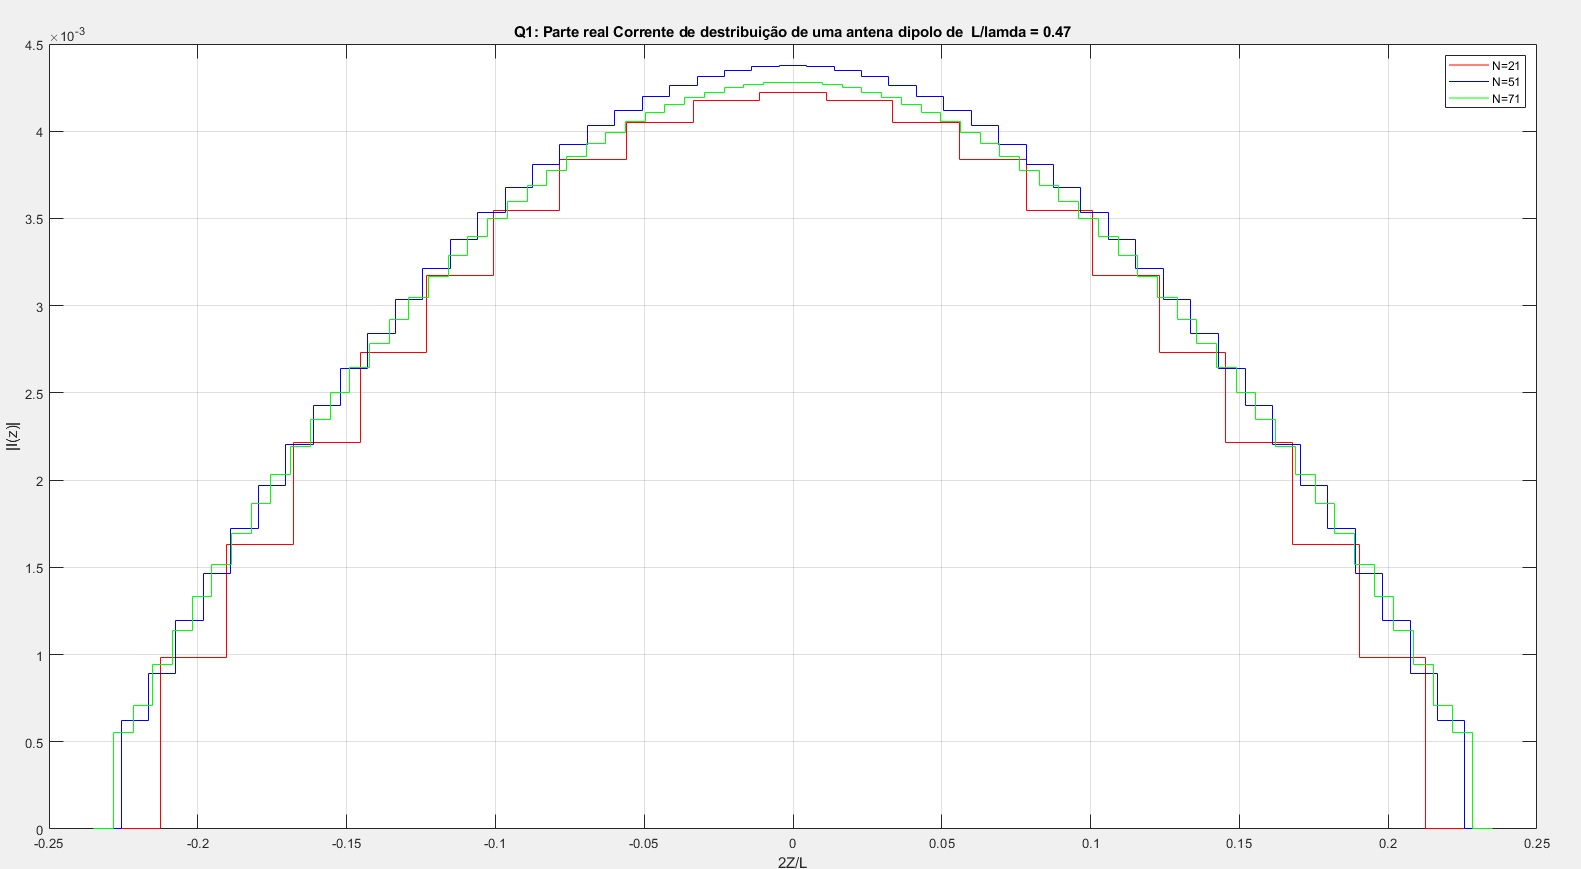 Q1: Parte real Corrente de destribuição de uma antena dipolo de L/lamda = 0.47
×10⁻³
4.5
4
3.5
3
2.5
2
1.5
1
0.5
0
||I(z)|
N=21
N=51
N=71
-0.25 -0.2 -0.15 -0.1 -0.05 0 0.05 0.1 0.15 0.2 0.25
2Z/L